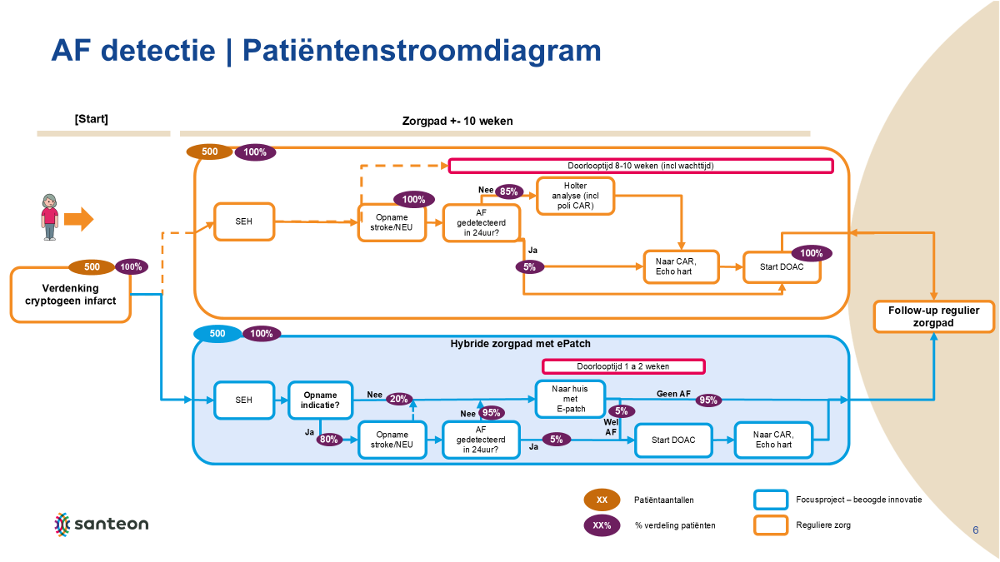 AF detectie | Patiëntenstroomdiagram
[Start]
Zorgpad +- 10 weken
500
100%
Doorlooptijd 8-10 weken (incl wachttijd)
SEH
100%
Opname
stroke/NEU
AF
gedetecteerd
in 24uur?
Nee
85%
Holter
analyse (incl
poli CAR)
Ja
5%
Naar CAR,
Echo hart
100%
Start DOAC
500
100%
Verdenking
cryptogeen infarct
Follow-up regulier
zorgpad
500
100%
Hybride zorgpad met ePatch
Doorlooptijd 1 a 2 weken
SEH
Opname
indicatie?
Nee
20%
Ja
80%
Opname
stroke/NEU
AF
gedetecteerd
in 24uur?
Nee
95%
Ja
5%
Naar huis
met
E-patch
Geen AF
95%
5%
Wel
AF
Start DOAC
Naar CAR,
Echo hart
XX
Patiëntaantallen
Focusproject – beoogde innovatie
XX%
% verdeling patiënten
Reguliere zorg
santeon
6